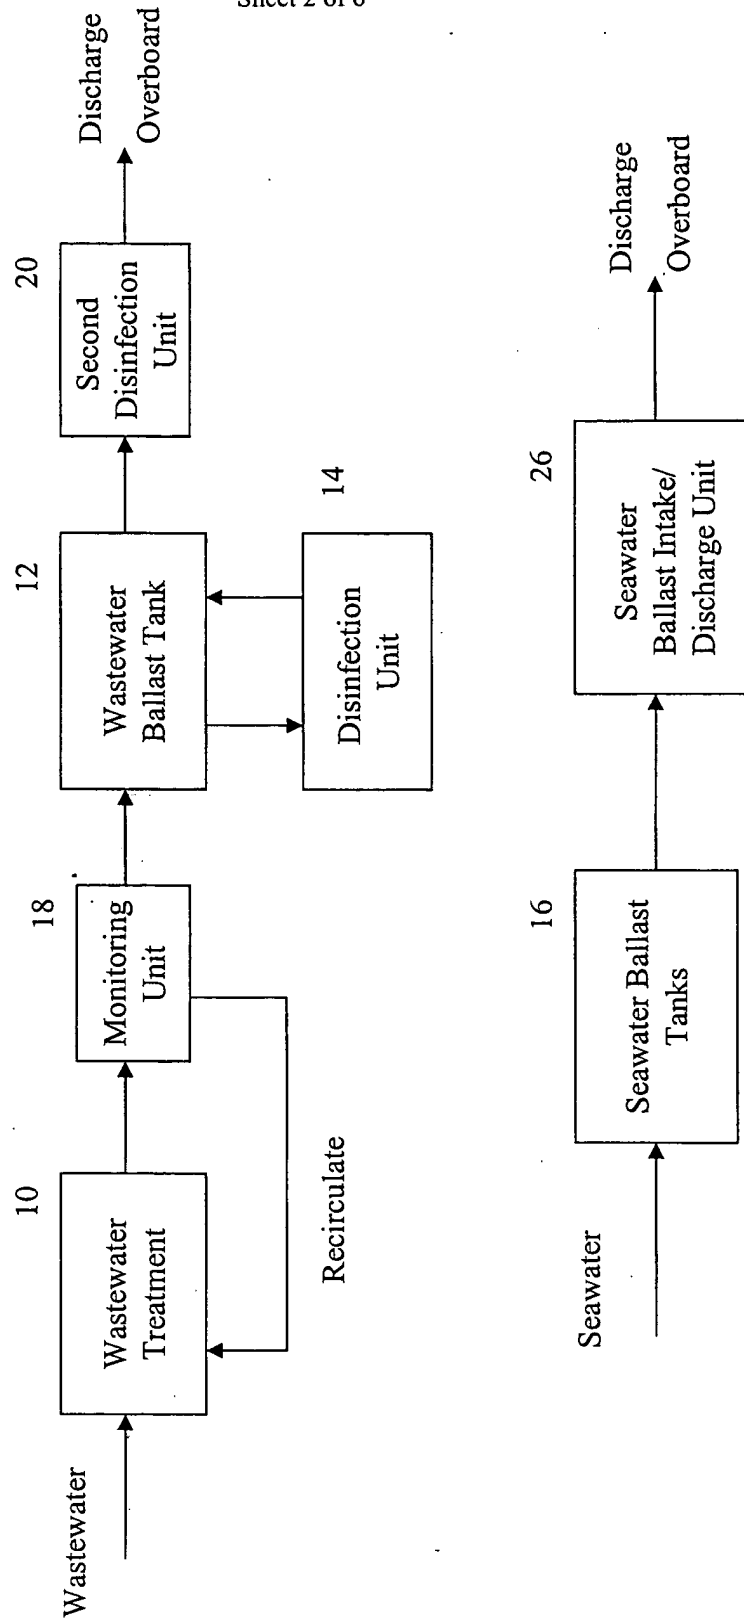 Sheet 2 of 6
Wastewater
10
Wastewater
Treatment
Recirculate
18
Monitoring
Unit
12
Wastewater
Ballast Tank
14
Disinfection
Unit
20
Second
Disinfection
Unit
Discharge
Overboard
Seawater
16
Seawater Ballast
Tanks
26
Seawater
Ballast Intake/
Discharge Unit
Discharge
Overboard